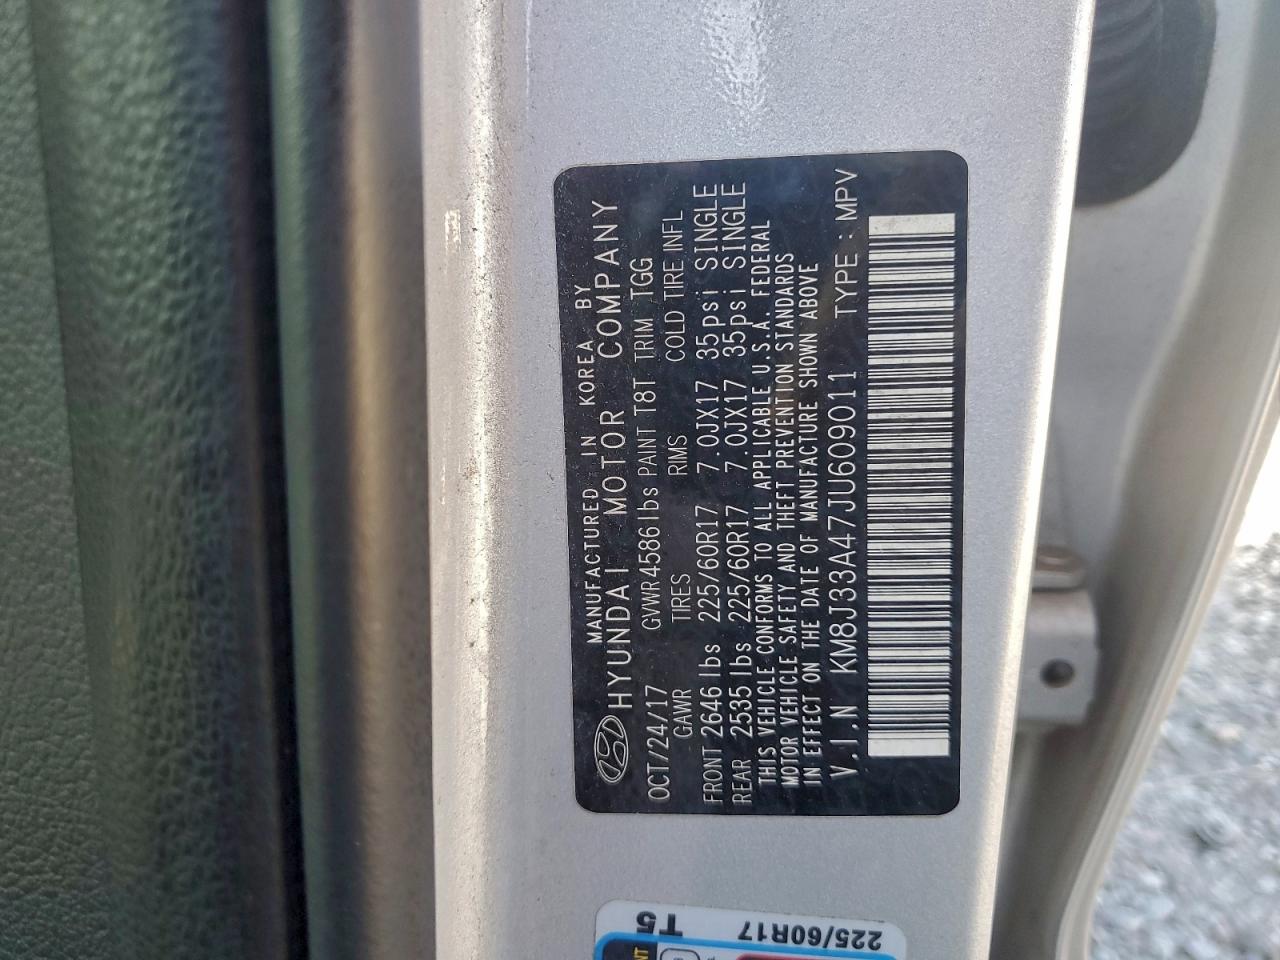 MANUFACTURED IN KOREA BY
HYUNDAI MOTOR COMPANY
OCT/24/17 GVWR 4586 lbs PAINT T8T TRIM TGG
GAWR TIRES RIMS COLD TIRE INFL
FRONT 2646 lbs 225/60R17 7.0JX17 35psi SINGLE
REAR 2535 lbs 225/60R17 7.0JX17 35psi SINGLE
THIS VEHICLE CONFORMS TO ALL APPLICABLE U.S.A. FEDERAL
MOTOR VEHICLE SAFETY AND THEFT PREVENTION STANDARDS
IN EFFECT ON THE DATE OF MANUFACTURE SHOWN ABOVE
V.I.N KM8J33A47JU609011 TYPE : MPV
225/60R17 T5